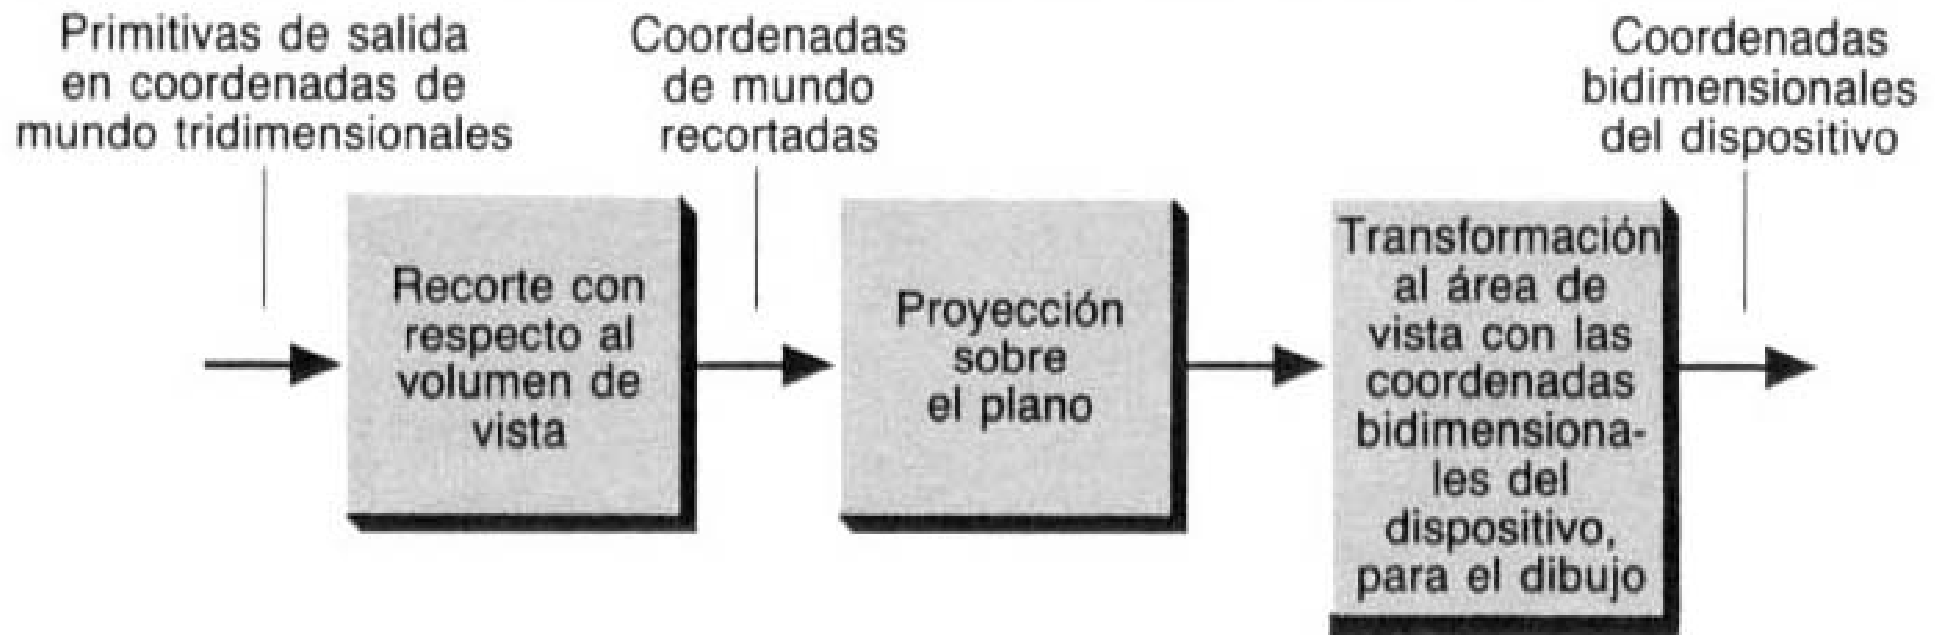 Primitivas de salida
en coordenadas de
mundo tridimensionales
Coordenadas
de mundo
recortadas
Coordenadas
bidimensionales
del dispositivo
Recorte con
respecto al
volumen de
vista
Proyección
sobre
el plano
Transformación
al área de
vista con las
coordenadas
bidimensiona-
les del
dispositivo,
para el dibujo